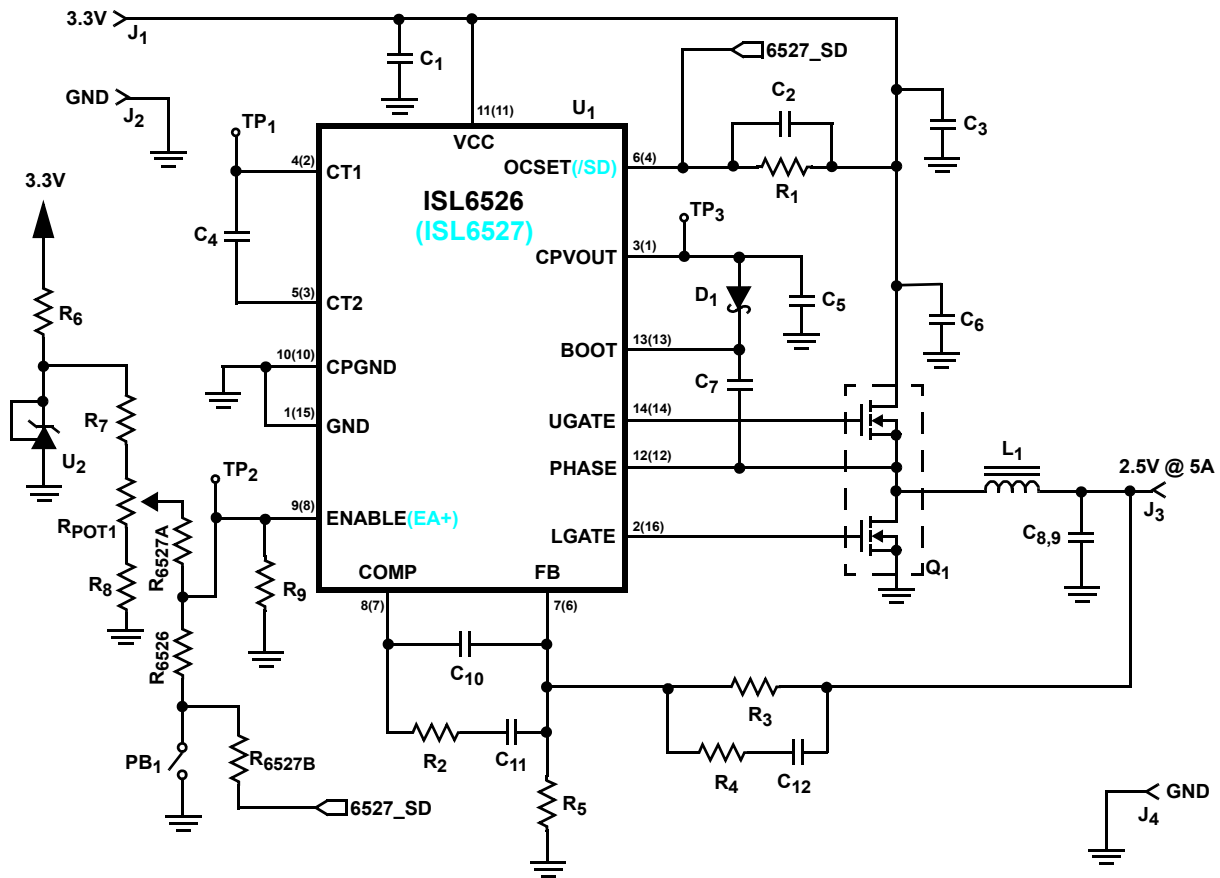 3.3V
J1
C1
6527_SD
GND
J2
TP1
11(11)
U1
C2
C3
VCC
4(2)
CT1
OCSET(/SD)
6(4)
R1
3.3V
ISL6526
(ISL6527)
TP3
C4
CPVOUT
3(1)
5(3)
CT2
D1
C5
R6
C6
10(10)
CPGND
BOOT
13(13)
C7
R7
1(15)
GND
UGATE
14(14)
U2
TP2
PHASE
12(12)
L1
2.5V @ 5A
J3
9(8)
ENABLE(EA+)
RPOT1
R6527A
LGATE
2(16)
C8,9
Q1
R8
R9
COMP
FB
8(7)
7(6)
R6526
C10
R3
PB1
R6527B
R2
C11
R4
C12
R5
6527_SD
GND
J4